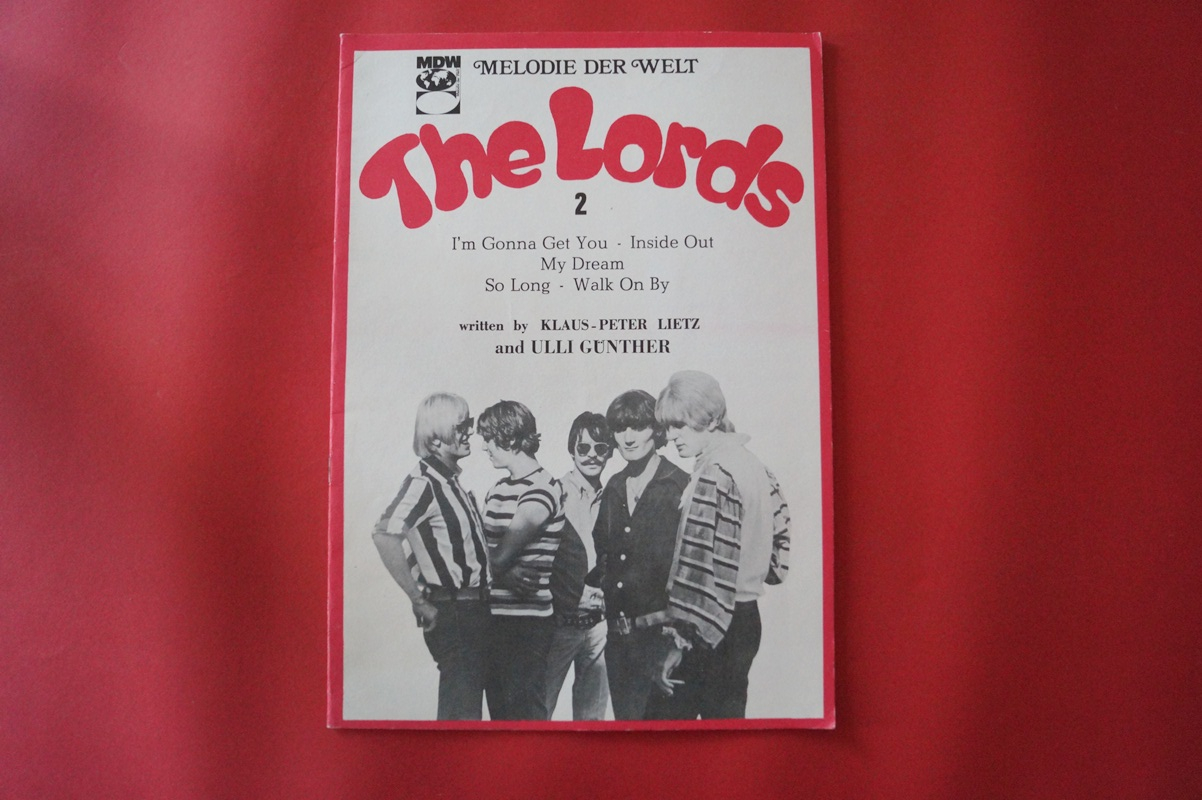 MDW
MELODIE DER WELT
The Lords
2
I'm Gonna Get You - Inside Out
My Dream
So Long - Walk On By
written by KLAUS-PETER LIETZ
and ULLI GÜNTHER